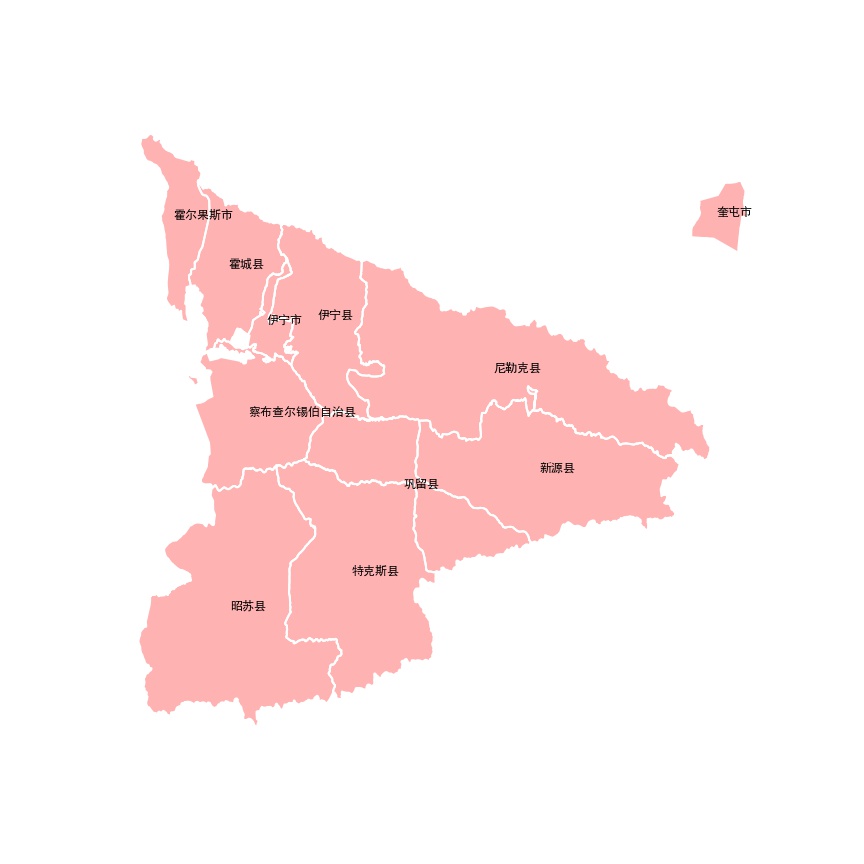 霍尔果斯市
奎屯市
霍城县
伊宁市
伊宁县
尼勒克县
察布查尔锡伯自治县
新源县
巩留县
特克斯县
昭苏县